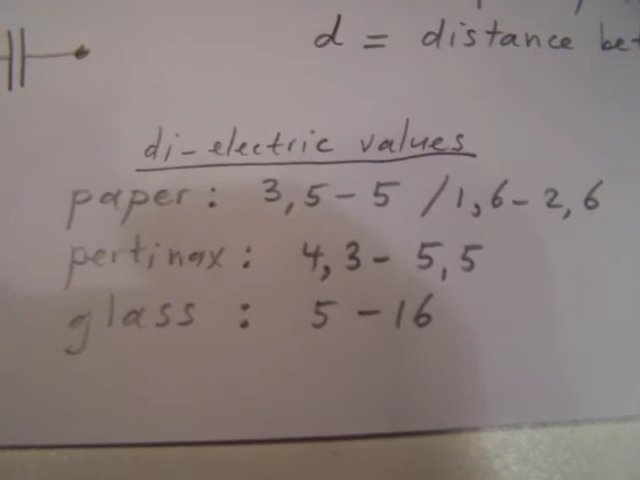 d = distance bet
di-electric values
paper: 3,5-5 /1,6-2,6
pertinax: 4,3-5,5
glass : 5-16